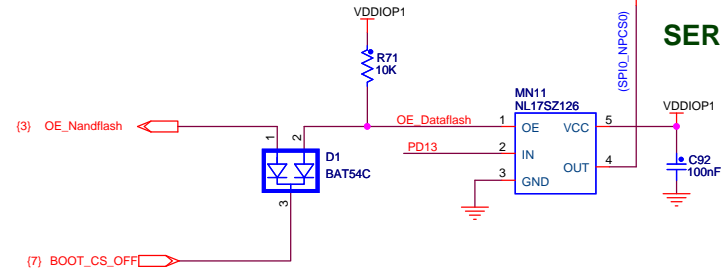 VDDIOP1
SER
(SPI0_NPCS0)
R71
10K
MN11
NL17SZ126
VDDIOP1
{3} OE_Nandflash
1
2
OE_Dataflash
1
OE
VCC
5
PD13
2
IN
OUT
4
3
GND
C92
100nF
D1
BAT54C
3
{7} BOOT_CS_OFF